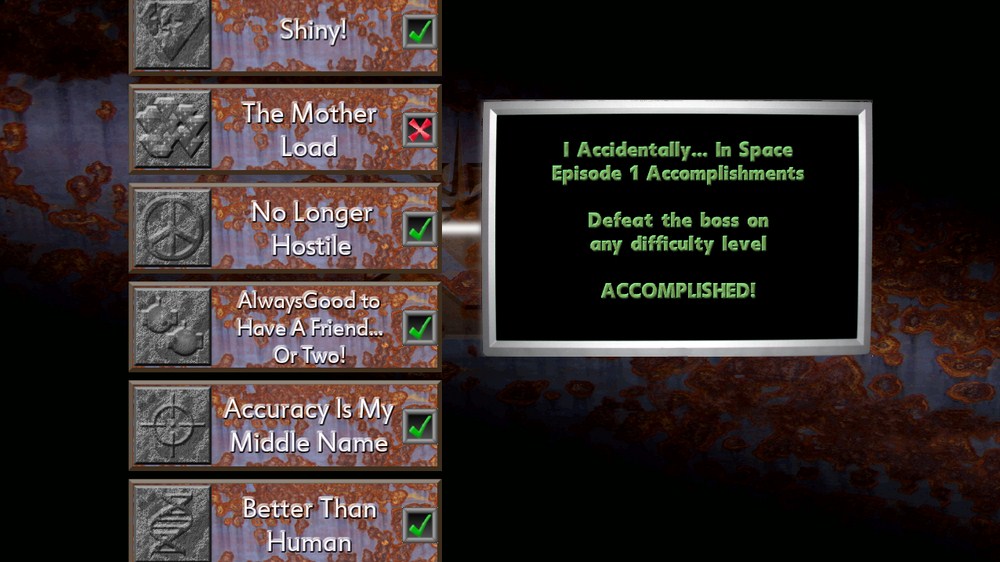 Shiny!
The Mother
Load
No Longer
Hostile
AlwaysGood to
Have A Friend...
Or Two!
Accuracy Is My
Middle Name
Better Than
Human
I Accidentally... In Space
Episode 1 Accomplishments
Defeat the boss on
any difficulty level
ACCOMPLISHED!